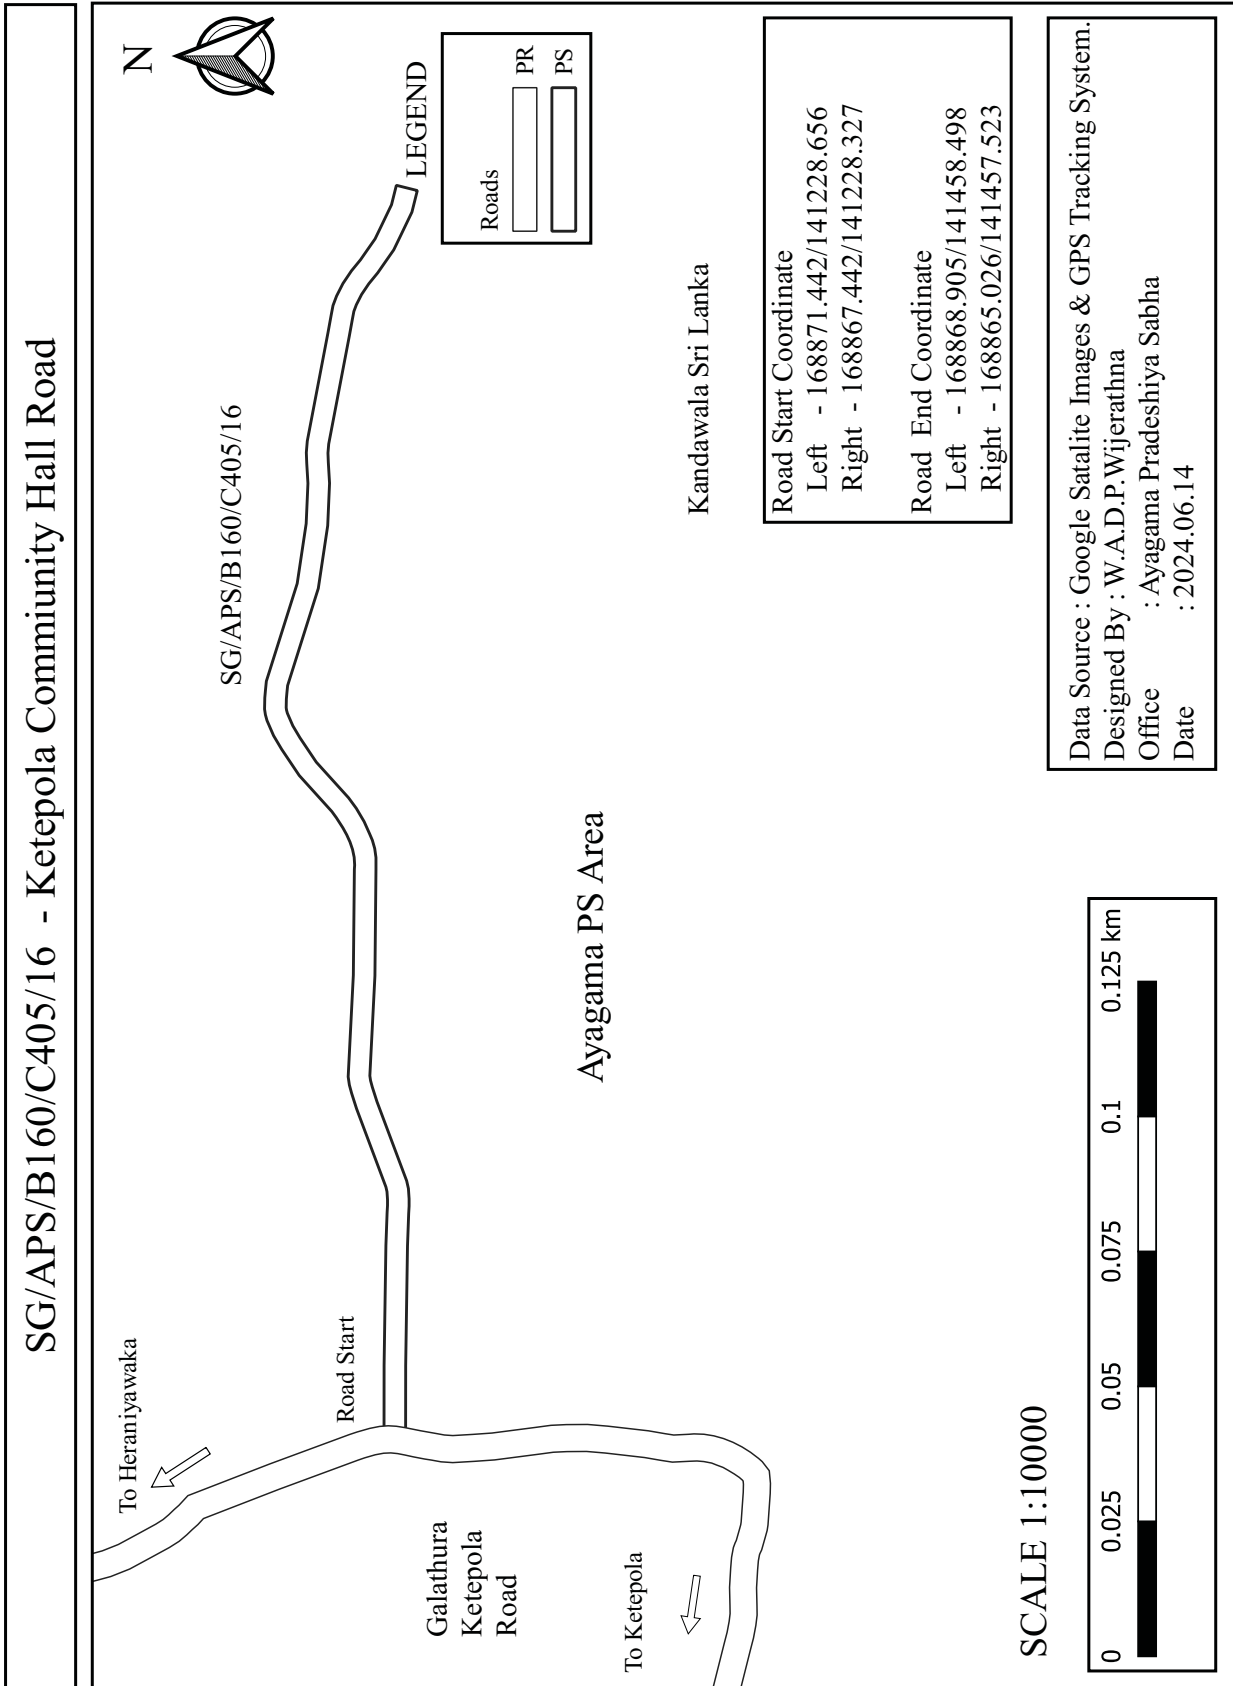 SG/APS/B160/C405/16 - Ketepola Commiunity Hall Road
N
To Heraniyawaka
SG/APS/B160/C405/16
Road Start
LEGEND
Roads
PR
PS
Galathura
Ketepola
Road
Ayagama PS Area
To Ketepola
Kandawala Sri Lanka
Road Start Coordinate
Left - 168871.442/141228.656
Right - 168867.442/141228.327
Road End Coordinate
Left - 168868.905/141458.498
Right - 168865.026/141457.523
SCALE 1:10000
0 0.025 0.05 0.075 0.1 0.125 km
Data Source : Google Satalite Images & GPS Tracking System.
Designed By : W.A.D.P.Wijerathna
Office : Ayagama Pradeshiya Sabha
Date : 2024.06.14